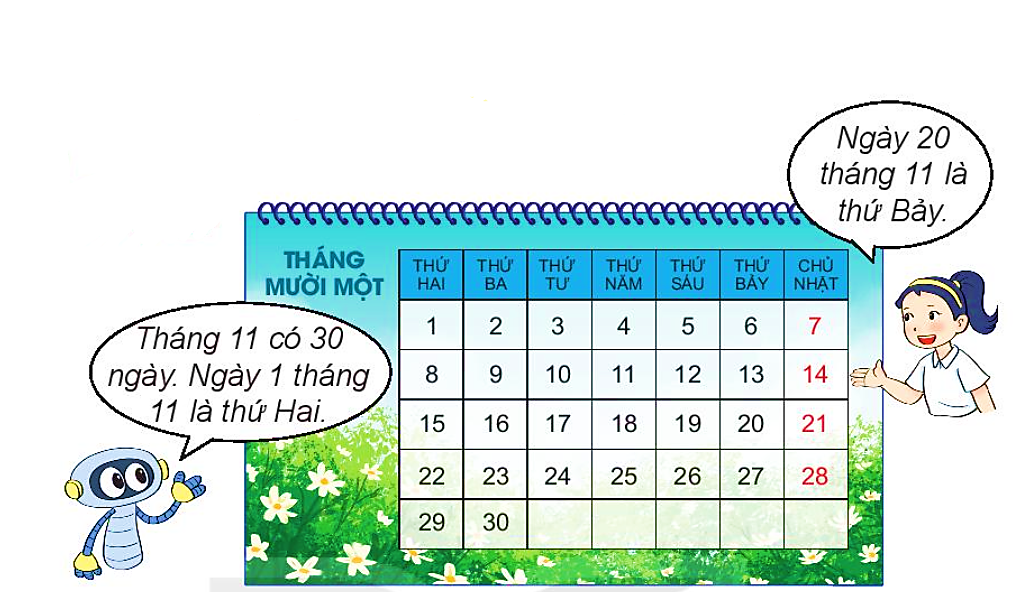 Ngày 20
tháng 11 là
thứ Bảy.
THÁNG
MƯỜI MỘT
THỨ HAI THỨ BA THỨ TƯ THỨ NĂM THỨ SÁU THỨ BẢY CHỦ NHẬT
1 2 3 4 5 6 7
8 9 10 11 12 13 14
15 16 17 18 19 20 21
22 23 24 25 26 27 28
29 30
Tháng 11 có 30
ngày. Ngày 1 tháng
11 là thứ Hai.